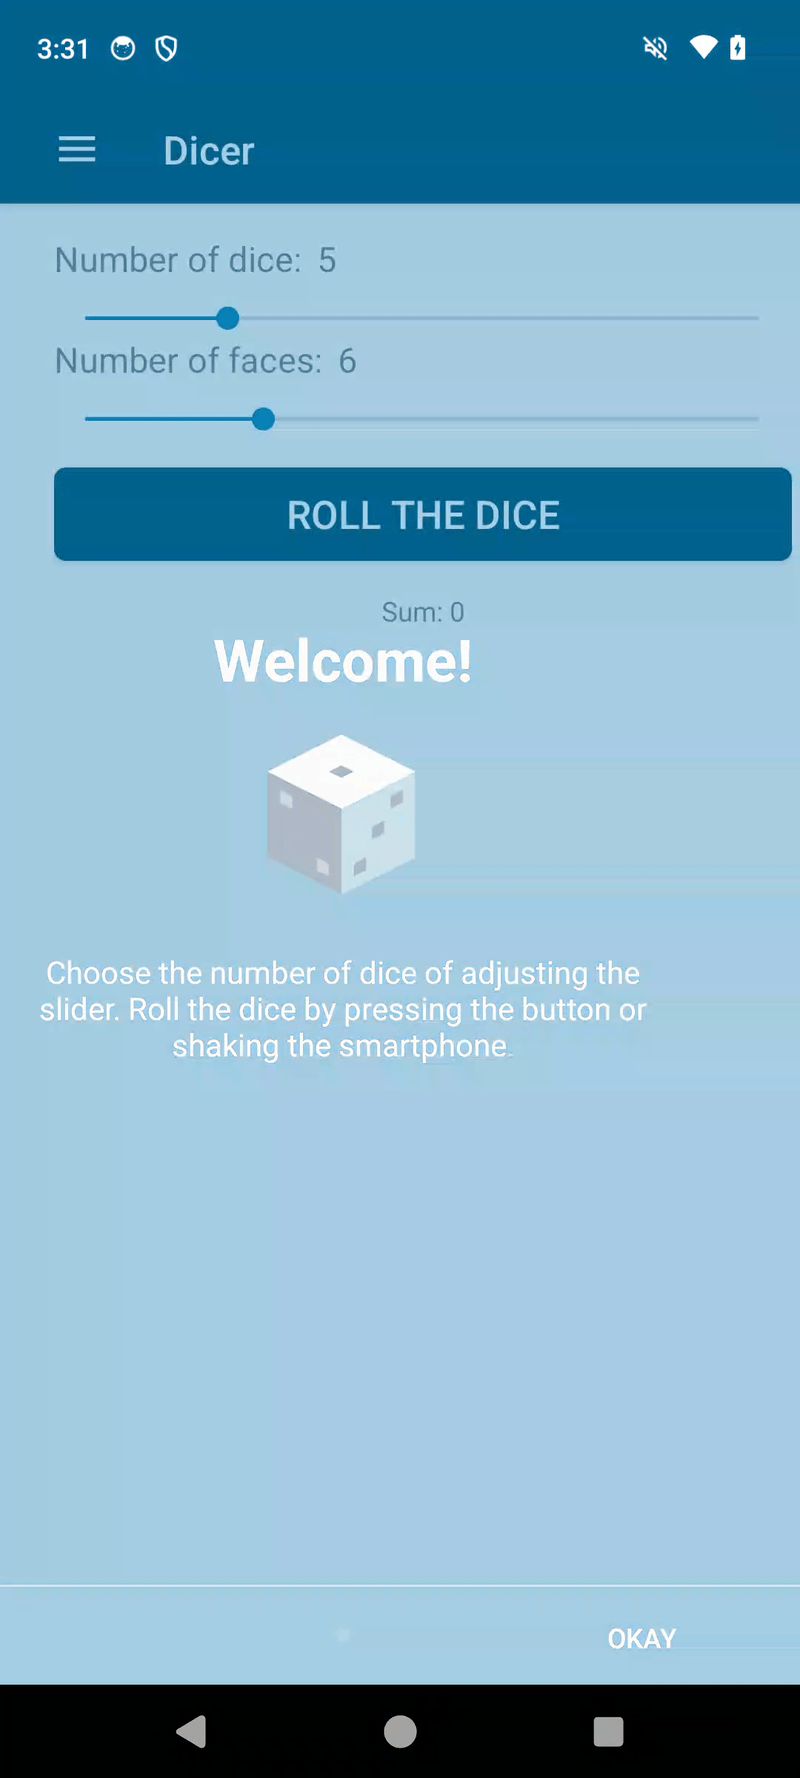 3:31
Dicer
Number of dice: 5
Number of faces: 6
ROLL THE DICE
Sum: 0
Welcome!
Choose the number of dice of adjusting the
slider. Roll the dice by pressing the button or
shaking the smartphone.
OKAY